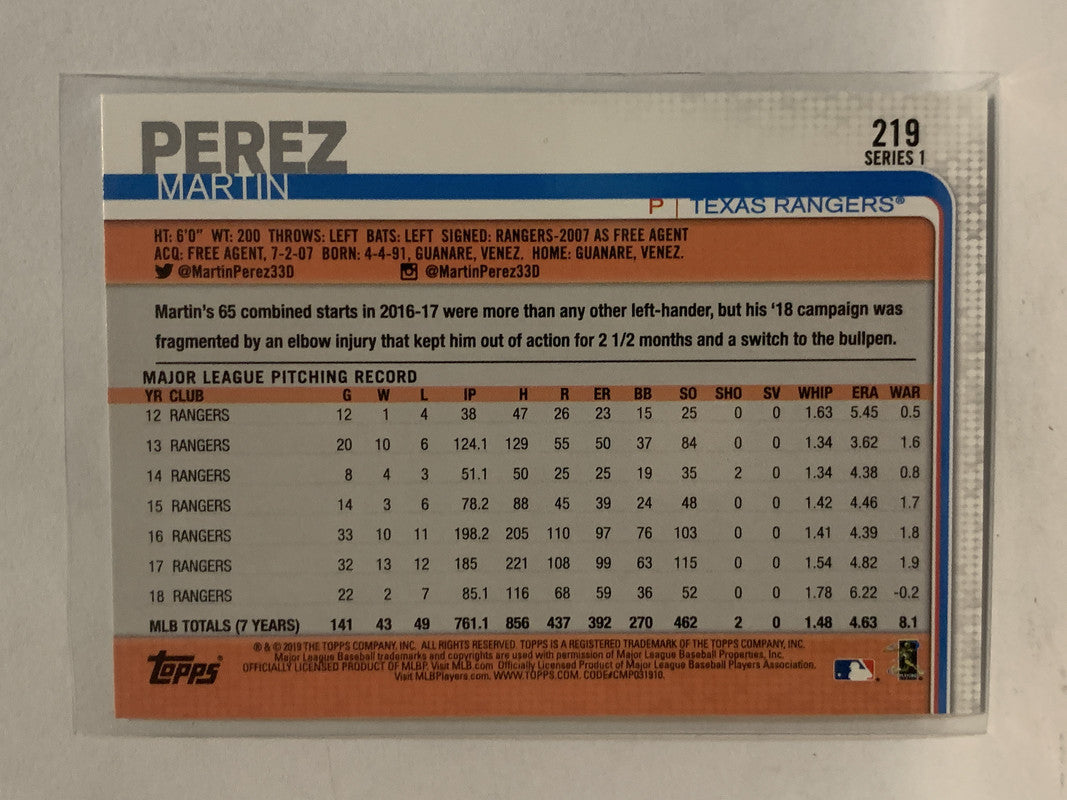 PEREZ
MARTIN
219
SERIES 1
P | TEXAS RANGERS®
HT: 6'0" WT: 200 THROWS: LEFT BATS: LEFT SIGNED: RANGERS-2007 AS FREE AGENT
ACQ: FREE AGENT, 7-2-07 BORN: 4-4-91, GUANARE, VENEZ. HOME: GUANARE, VENEZ.
@MartinPerez33D @MartinPerez33D
Martin's 65 combined starts in 2016-17 were more than any other left-hander, but his '18 campaign was
fragmented by an elbow injury that kept him out of action for 2 1/2 months and a switch to the bullpen.
MAJOR LEAGUE PITCHING RECORD
YR CLUB G W L IP H R ER BB SO SHO SV WHIP ERA WAR
12 RANGERS 12 1 4 38 47 26 23 15 25 0 0 1.63 5.45 0.5
13 RANGERS 20 10 6 124.1 129 55 50 37 84 0 0 1.34 3.62 1.6
14 RANGERS 8 4 3 51.1 50 25 25 19 35 2 0 1.34 4.38 0.8
15 RANGERS 14 3 6 78.2 88 45 39 24 48 0 0 1.42 4.46 1.7
16 RANGERS 33 10 11 198.2 205 110 97 76 103 0 0 1.41 4.39 1.8
17 RANGERS 32 13 12 185 221 108 99 63 115 0 0 1.54 4.82 1.9
18 RANGERS 22 2 7 85.1 116 68 59 36 52 0 0 1.78 6.22 -0.2
MLB TOTALS (7 YEARS) 141 43 49 761.1 856 437 392 270 462 2 0 1.48 4.63 8.1
Topps
® & © 2019 THE TOPPS COMPANY, INC. ALL RIGHTS RESERVED. TOPPS IS A REGISTERED TRADEMARK OF THE TOPPS COMPANY, INC.
Major League Baseball trademarks and copyrights are used with permission of Major League Baseball Properties, Inc.
OFFICIALLY LICENSED PRODUCT OF MLBP. Visit MLB.com Officially Licensed Product of Major League Baseball Players Association.
Visit MLBPlayers.com. WWW.TOPPS.COM. CODE#CMP031910.